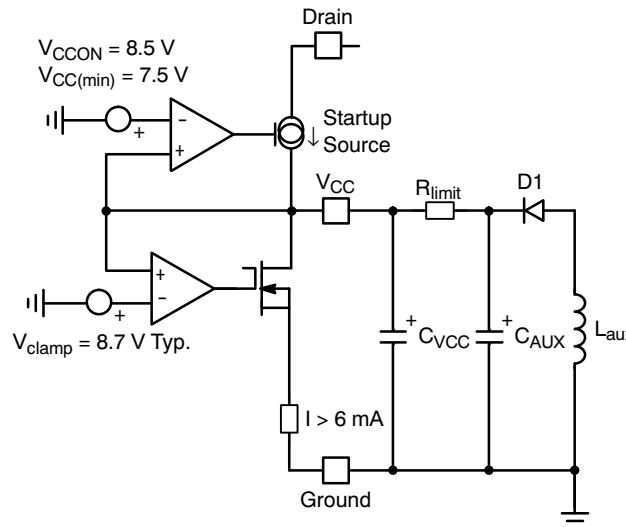 Drain
V_CCON = 8.5 V
V_CC(min) = 7.5 V
−
+
+
Startup
Source
V_CC
R_limit
D1
+
−
+
V_clamp = 8.7 V Typ.
+
C_VCC
+
C_AUX
L_aux
I > 6 mA
Ground